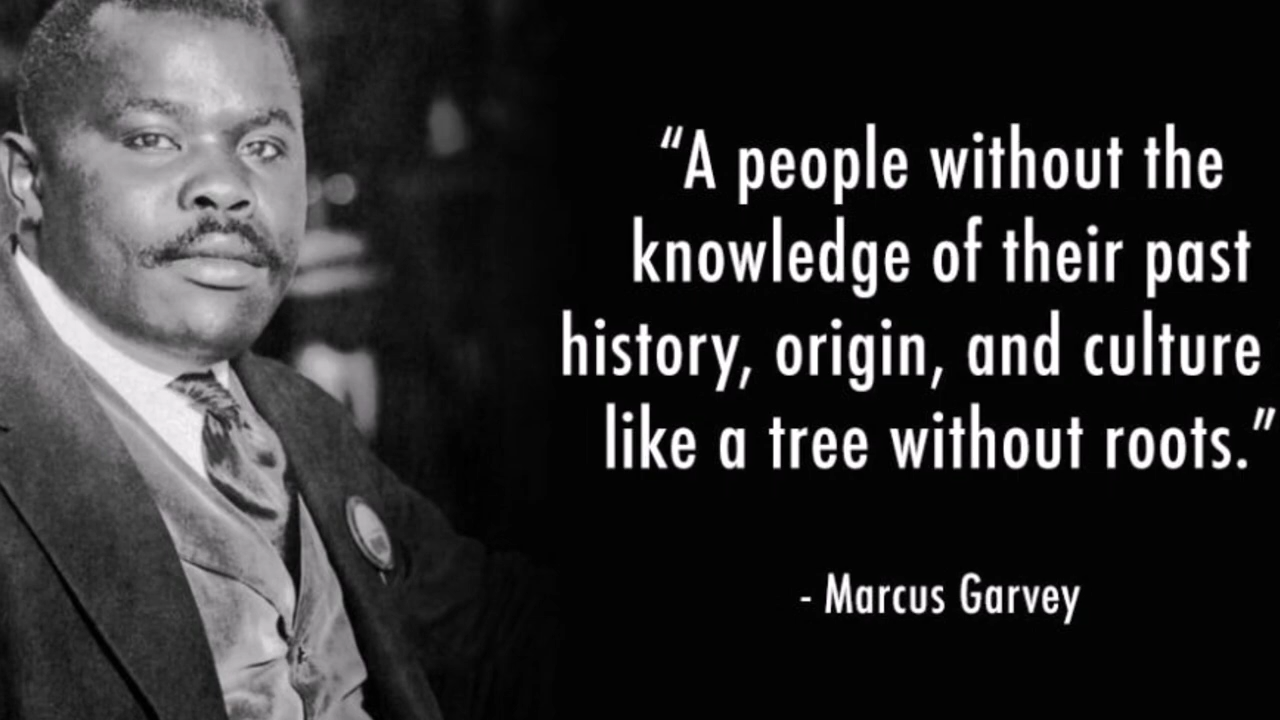 “A people without the
knowledge of their past
history, origin, and culture
like a tree without roots.”
- Marcus Garvey